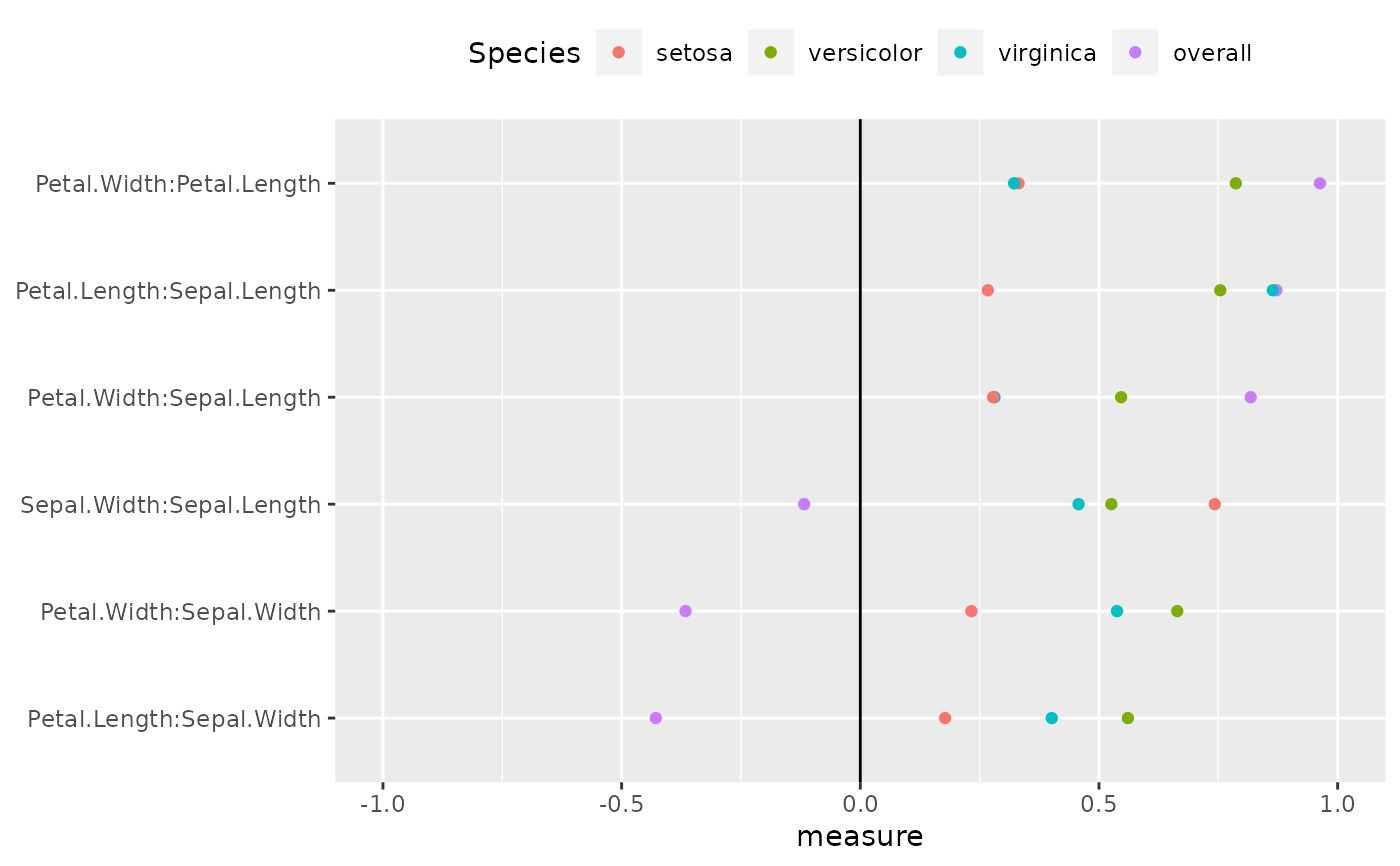 Species setosa versicolor virginica overall
Petal.Width:Petal.Length
Petal.Length:Sepal.Length
Petal.Width:Sepal.Length
Sepal.Width:Sepal.Length
Petal.Width:Sepal.Width
Petal.Length:Sepal.Width
-1.0 -0.5 0.0 0.5 1.0
measure